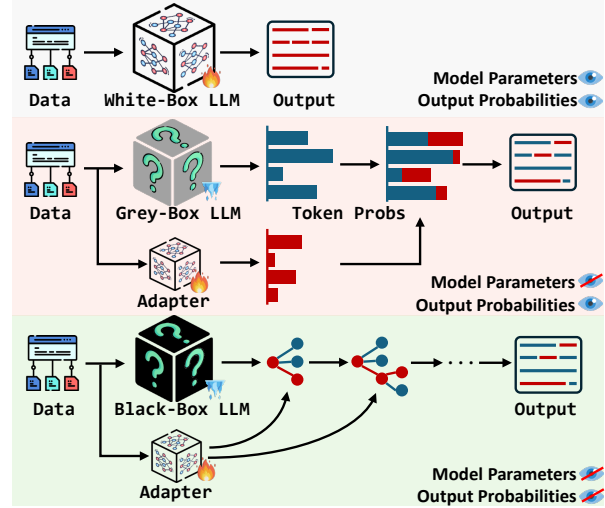 Data
White-Box LLM
Output
Model Parameters
Output Probabilities
Data
Grey-Box LLM
Token Probs
Output
Adapter
Model Parameters
Output Probabilities
Data
Black-Box LLM
Output
Adapter
Model Parameters
Output Probabilities